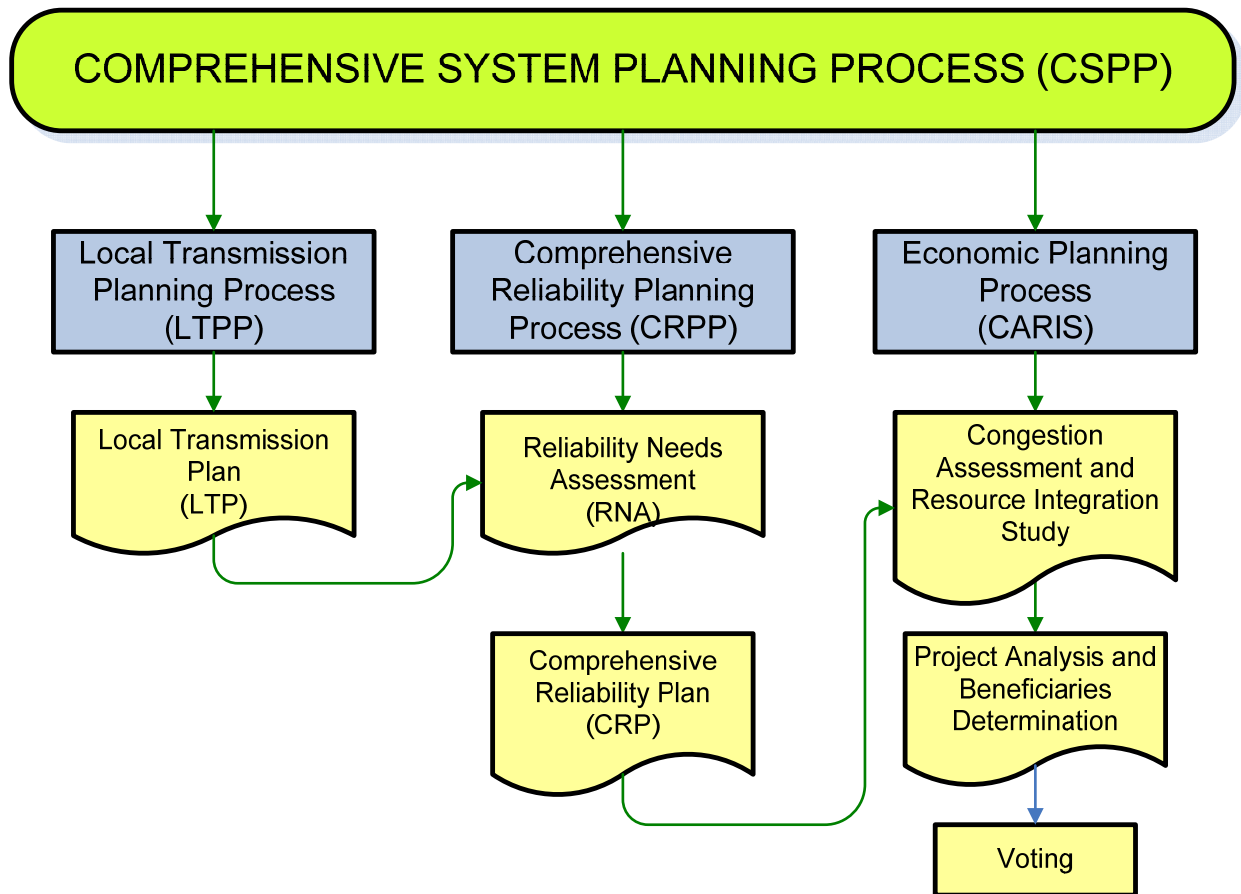 COMPREHENSIVE SYSTEM PLANNING PROCESS (CSPP)
Local Transmission
Planning Process
(LTPP)
Comprehensive
Reliability Planning
Process (CRPP)
Economic Planning
Process
(CARIS)
Local Transmission
Plan
(LTP)
Reliability Needs
Assessment
(RNA)
Congestion
Assessment and
Resource Integration
Study
Comprehensive
Reliability Plan
(CRP)
Project Analysis and
Beneficiaries
Determination
Voting